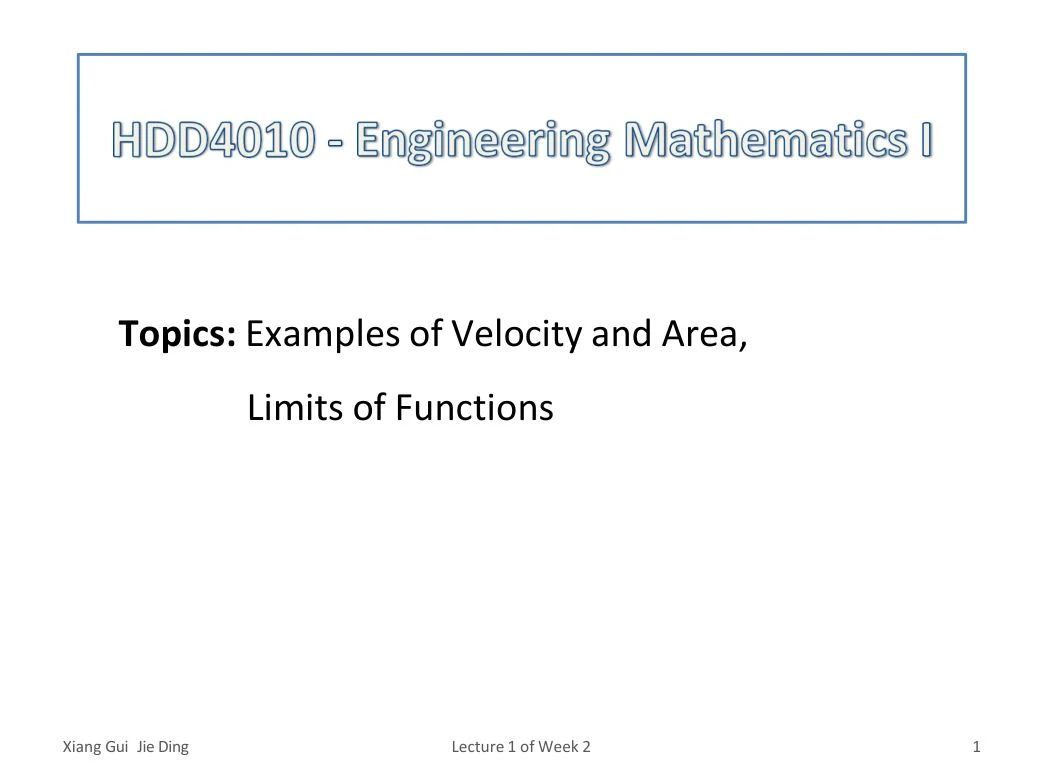 HDD4010 - Engineering Mathematics I
Topics: Examples of Velocity and Area,
Limits of Functions
Xiang Gui Jie Ding
Lecture 1 of Week 2
1